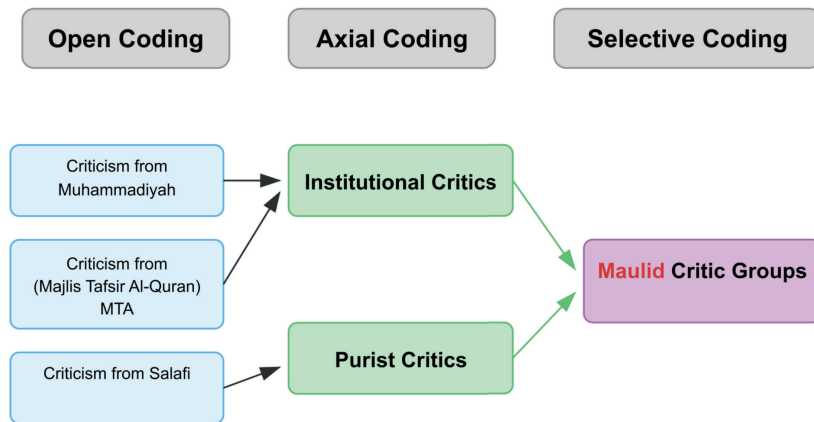 Open Coding
Axial Coding
Selective Coding
Criticism from
Muhammadiyah
Institutional Critics
Criticism from
(Majlis Tafsir Al-Quran)
MTA
Maulid Critic Groups
Criticism from Salafi
Purist Critics